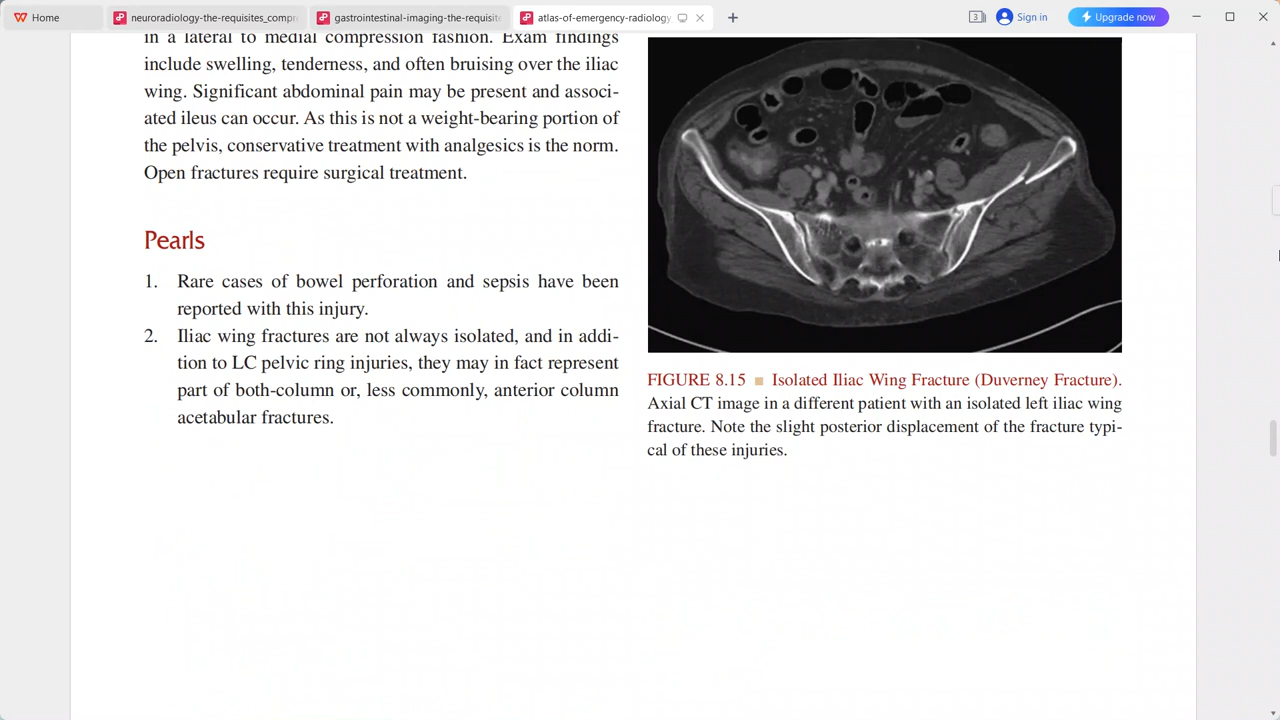 Home
neuroradiology-the-requisites_compr
gastrointestinal-imaging-the-requisite
atlas-of-emergency-radiology
3
Sign in
Upgrade now
in a lateral to medial compression fashion. Exam findings
include swelling, tenderness, and often bruising over the iliac
wing. Significant abdominal pain may be present and associ-
ated ileus can occur. As this is not a weight-bearing portion of
the pelvis, conservative treatment with analgesics is the norm.
Open fractures require surgical treatment.
Pearls
1. Rare cases of bowel perforation and sepsis have been
reported with this injury.
2. Iliac wing fractures are not always isolated, and in addi-
tion to LC pelvic ring injuries, they may in fact represent
part of both-column or, less commonly, anterior column
acetabular fractures.
FIGURE 8.15 ■ Isolated Iliac Wing Fracture (Duverney Fracture).
Axial CT image in a different patient with an isolated left iliac wing
fracture. Note the slight posterior displacement of the fracture typi-
cal of these injuries.